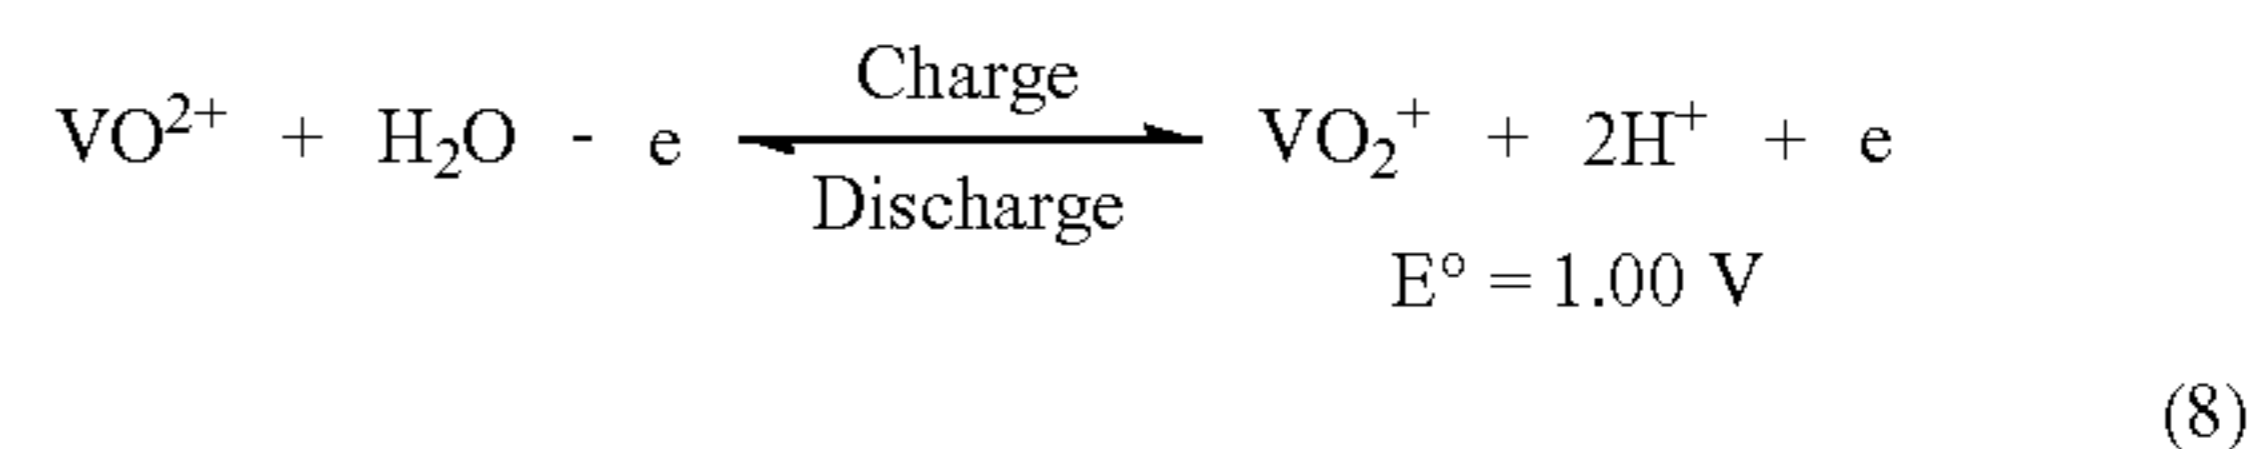 Charge
VO²⁺ + H₂O - e ⇌ VO₂⁺ + 2H⁺ + e
Discharge
E° = 1.00 V
(8)